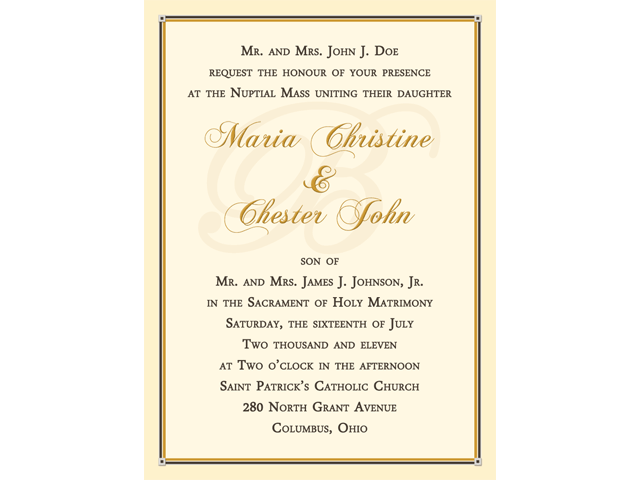 Mr. and Mrs. John J. Doe
request the honour of your presence
at the Nuptial Mass uniting their daughter
Maria Christine
&
Chester John
son of
Mr. and Mrs. James J. Johnson, Jr.
in the Sacrament of Holy Matrimony
Saturday, the sixteenth of July
Two thousand and eleven
at Two o'clock in the afternoon
Saint Patrick's Catholic Church
280 North Grant Avenue
Columbus, Ohio